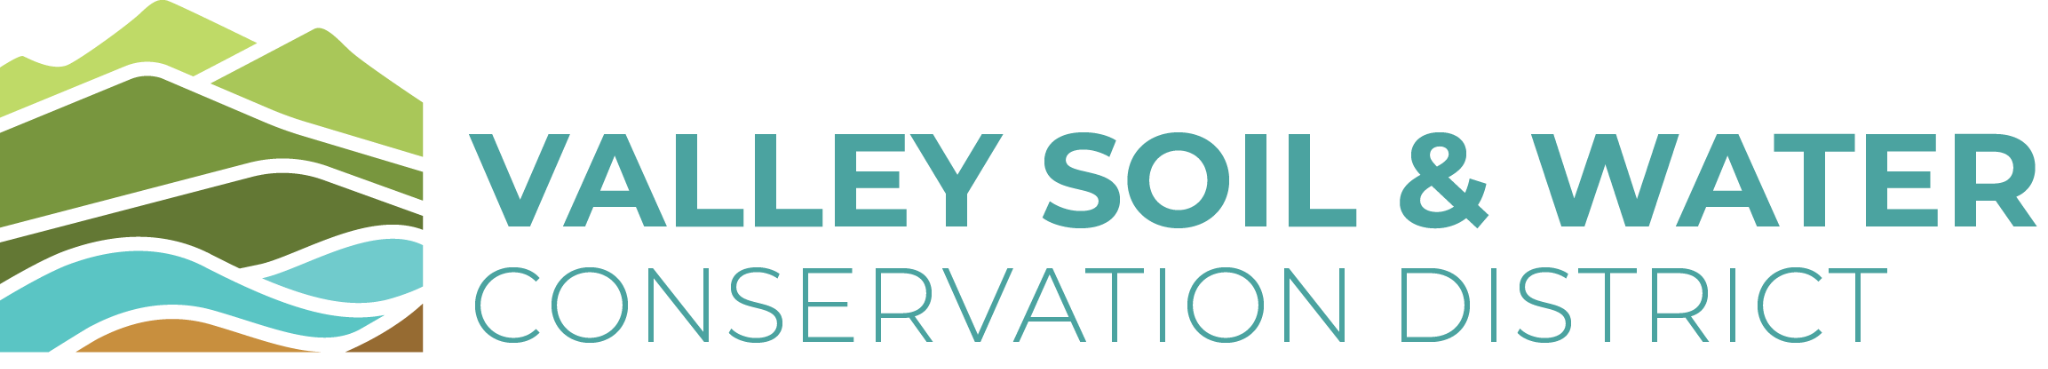 VALLEY SOIL & WATER
CONSERVATION DISTRICT